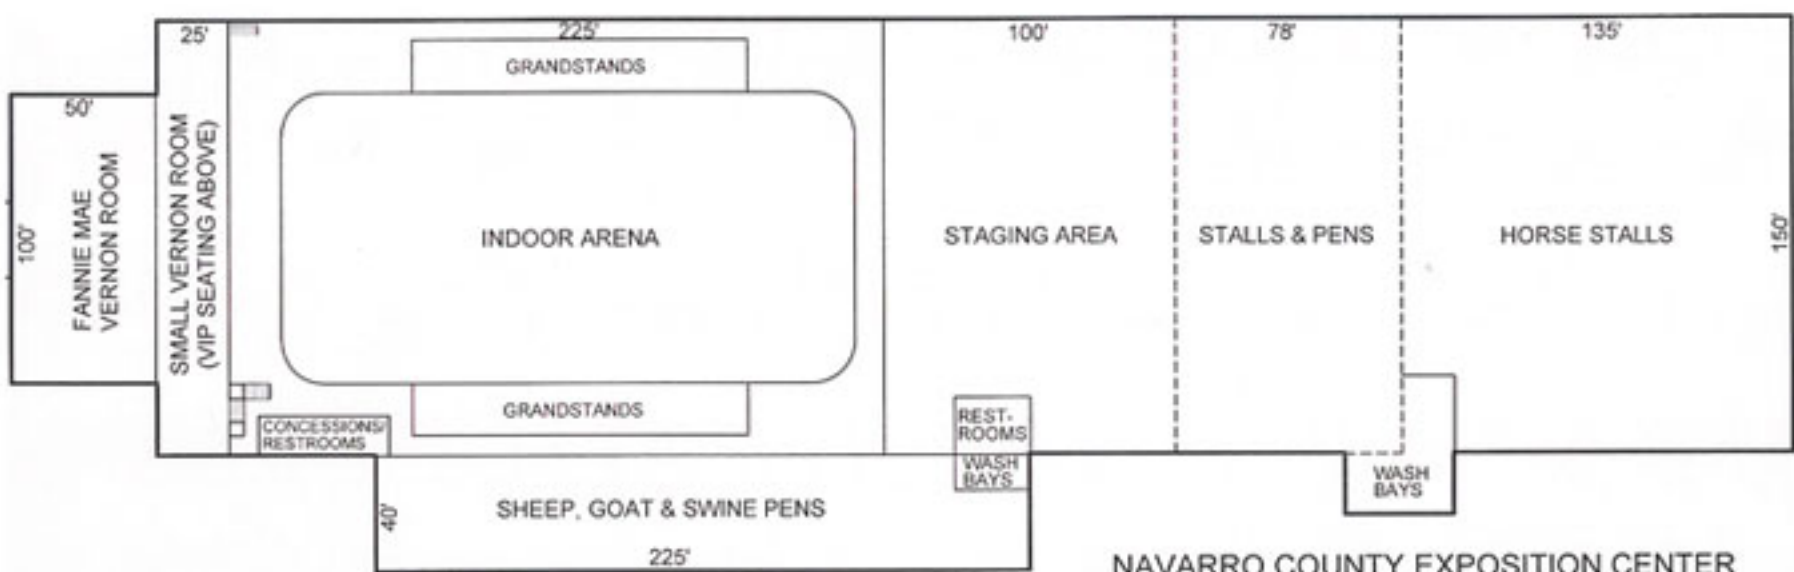 25'
225'
100'
78'
135'
GRANDSTANDS
50'
FANNIE MAE
VERNON ROOM
100'
SMALL VERNON ROOM
(VIP SEATING ABOVE)
INDOOR ARENA
STAGING AREA
STALLS & PENS
HORSE STALLS
150'
GRANDSTANDS
CONCESSIONS/
RESTROOMS
REST-
ROOMS
WASH
BAYS
WASH
BAYS
SHEEP, GOAT & SWINE PENS
40'
225'
NAVARRO COUNTY EXPOSITION CENTER